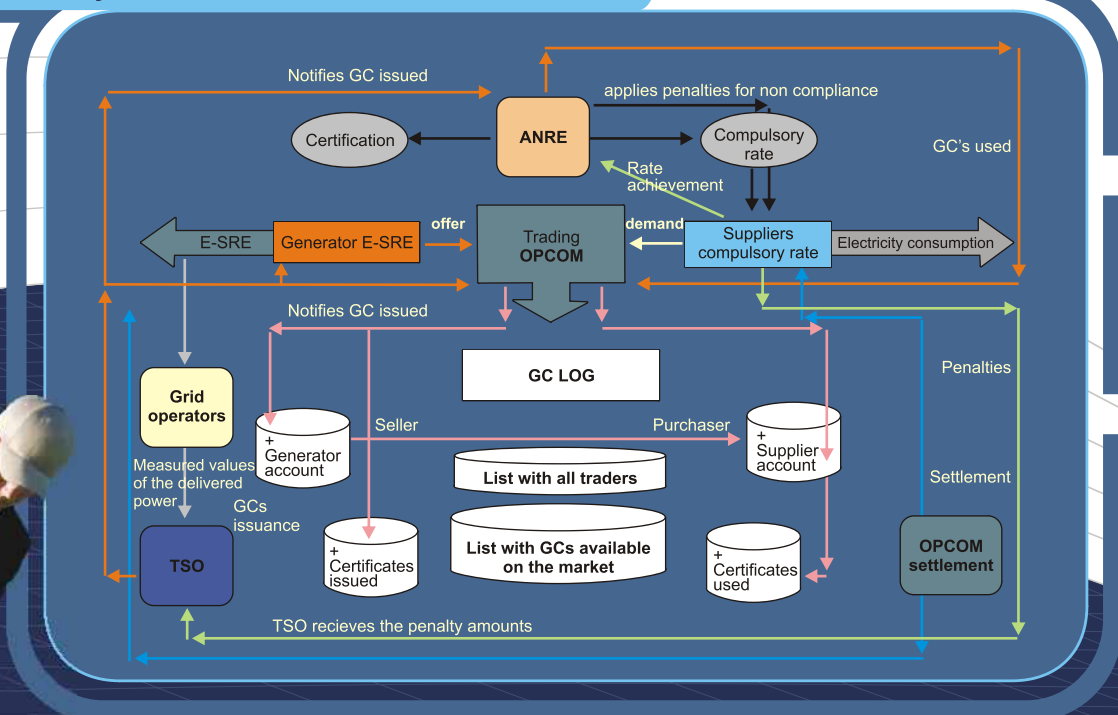 Notifies GC issued
applies penalties for non compliance
Certification
ANRE
Compulsory
rate
GC's used
Rate
achievement
E-SRE
Generator E-SRE
offer
Trading
OPCOM
demand
Suppliers
compulsory rate
Electricity consumption
Notifies GC issued
GC LOG
Penalties
Grid
operators
+
Generator
account
Seller
Purchaser
+
Supplier
account
Measured values
of the delivered
power
GCs
issuance
List with all traders
Settlement
TSO
+
Certificates
issued
List with GCs available
on the market
+
Certificates
used
OPCOM
settlement
TSO recieves the penalty amounts